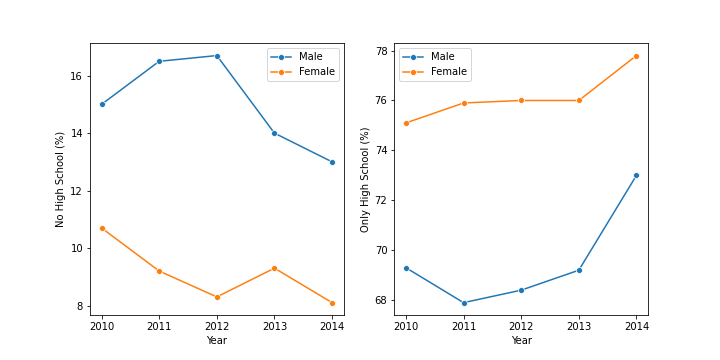 No High School (%)
16
14
12
10
8
Male
Female
2010 2011 2012 2013 2014
Year
Only High School (%)
78
76
74
72
70
68
Male
Female
2010 2011 2012 2013 2014
Year